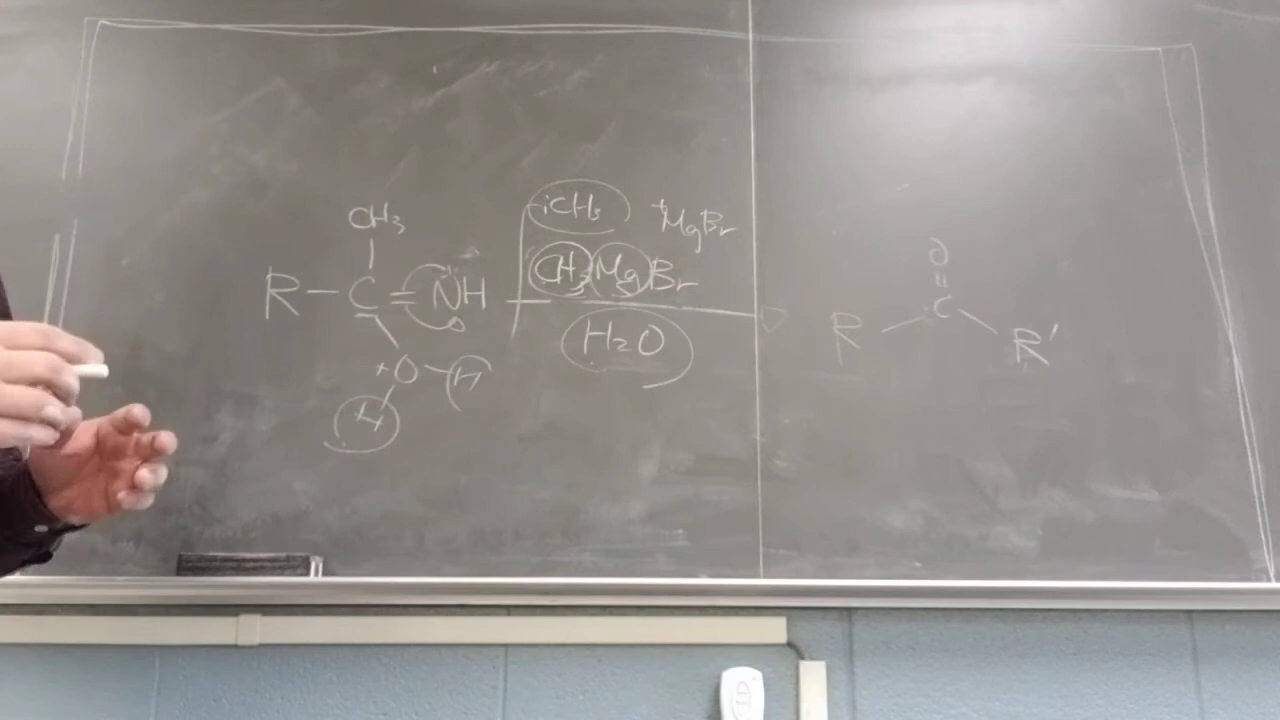 CH3
R-C=NH
+O-H
H
:CH3 +MgBr
CH3MgBr
H2O
O
C
R R'